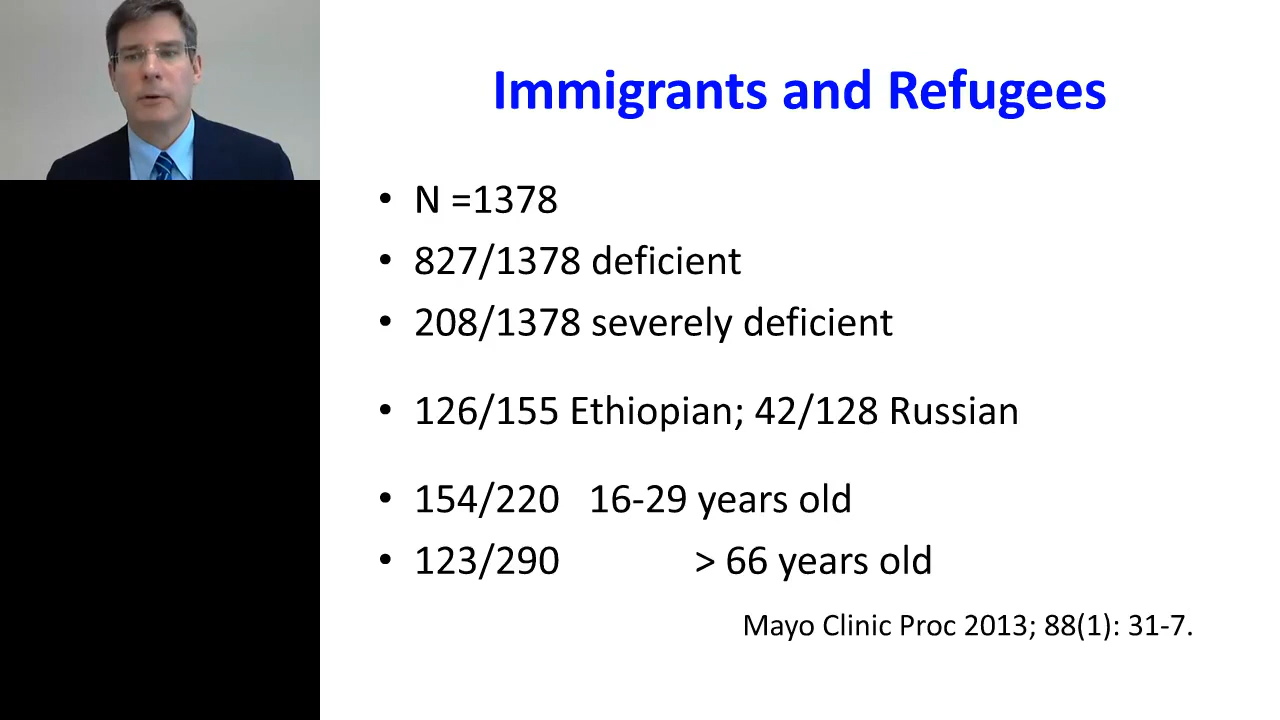 Immigrants and Refugees
• N =1378
• 827/1378 deficient
• 208/1378 severely deficient
• 126/155 Ethiopian; 42/128 Russian
• 154/220 16-29 years old
• 123/290 > 66 years old
Mayo Clinic Proc 2013; 88(1): 31-7.